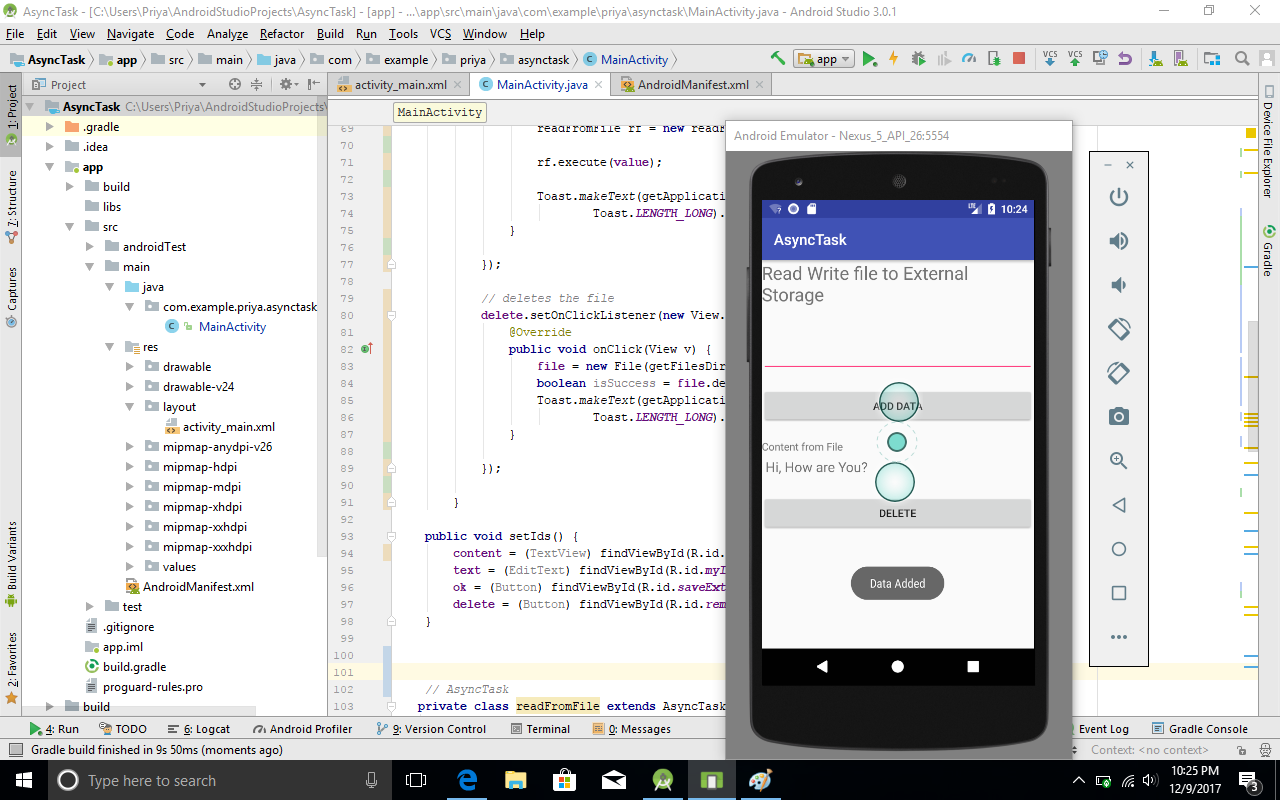 AsyncTask - [C:\Users\Priya\AndroidStudioProjects\AsyncTask] - [app] - ...\app\src\main\java\com\example\priya\asynctask\MainActivity.java - Android Studio 3.0.1
File Edit View Navigate Code Analyze Refactor Build Run Tools VCS Window Help
AsyncTask app src main java com example priya asynctask MainActivity app VCS VCS
Project
activity_main.xml MainActivity.java AndroidManifest.xml
1: Project
7: Structure
Captures
Build Variants
2: Favorites
AsyncTask C:\Users\Priya\AndroidStudioProjects\
.gradle
.idea
app
build
libs
src
androidTest
main
java
com.example.priya.asynctask
MainActivity
res
drawable
drawable-v24
layout
activity_main.xml
mipmap-anydpi-v26
mipmap-hdpi
mipmap-mdpi
mipmap-xhdpi
mipmap-xxhdpi
mipmap-xxxhdpi
values
AndroidManifest.xml
test
.gitignore
app.iml
build.gradle
proguard-rules.pro
build
MainActivity
69 readFromFile rf = new readF
70
71 rf.execute(value);
72
73 Toast.makeText(getApplicati
74 Toast.LENGTH_LONG).
75 }
76
77 });
78
79 // deletes the file
80 delete.setOnClickListener(new View.
81 @Override
82 public void onClick(View v) {
83 file = new File(getFilesDir
84 boolean isSuccess = file.de
85 Toast.makeText(getApplicati
86 Toast.LENGTH_LONG).
87 }
88
89 });
90
91 }
92
93 public void setIds() {
94 content = (TextView) findViewById(R.id.
95 text = (EditText) findViewById(R.id.myI
96 ok = (Button) findViewById(R.id.saveExt
97 delete = (Button) findViewById(R.id.rem
98 }
99
100
101
102 // AsyncTask
103 private class readFromFile extends AsyncTask
Android Emulator - Nexus_5_API_26:5554
LTE 10:24
AsyncTask
Read Write file to External
Storage
ADD DATA
Content from File
Hi, How are You?
DELETE
Data Added
Device File Explorer
Gradle
4: Run TODO 6: Logcat Android Profiler 9: Version Control Terminal 0: Messages Event Log Gradle Console
Gradle build finished in 9s 50ms (moments ago) Context: <no context>
Type here to search
10:25 PM
12/9/2017
3